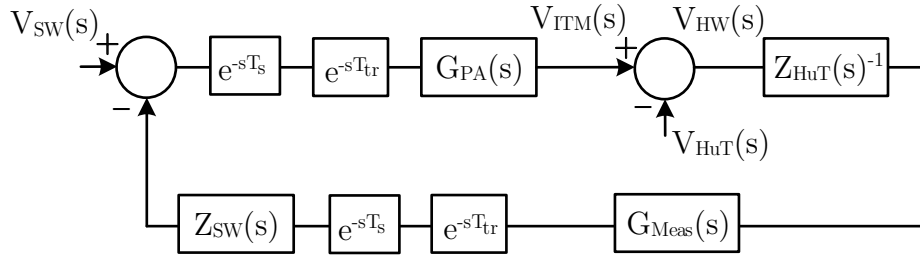 V_SW(s)
+
−
e^-sT_s
e^-sT_tr
G_PA(s)
V_ITM(s)
+
−
V_HuT(s)
V_HW(s)
Z_HuT(s)^-1
Z_SW(s)
e^-sT_s
e^-sT_tr
G_Meas(s)